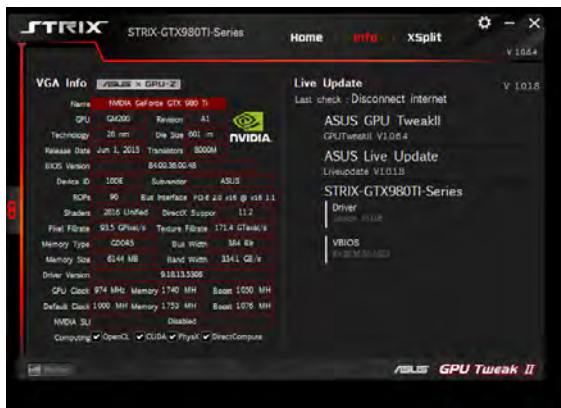 STRIX STRIX-GTX980TI-Series Home Info XSplit
V 1.0.6.4
VGA Info ASUS × GPU-Z
Name NVIDIA GeForce GTX 980 Ti
GPU GM200 Revision A1
Technology 28 nm Die Size 601 m
NVIDIA
Release Date Jun 1, 2015 Transistors 8000M
BIOS Version 84.00.36.00.48
Device ID 10DE Subvendor ASUS
ROPs 96 Bus Interface PCI-E 2.0 x16 @ x16 1.1
Shaders 2816 Unified DirectX Suppor 11.2
Pixel Fillrate 93.5 GPixel/s Texture Fillrate 171.4 GTexel/s
Memory Type GDDR5 Bus Width 384 Bit
Memory Size 6144 MB Band Width 334.1 GB/s
Driver Version 9.18.13.5306
GPU Clock 974 MHz Memory 1740 MH Boost 1050 MH
Default Clock 1000 MH Memory 1753 MH Boost 1076 MH
NVIDIA SLI Disabled
Computing OpenCL CUDA PhysX DirectCompute
Live Update V 1.0.1.8
Last check : Disconnect internet
ASUS GPU TweakII
GPUTweakII V1.0.6.4
ASUS Live Update
Liveupdate V1.0.1.8
STRIX-GTX980TI-Series
Driver
VBIOS
ASUS GPU Tweak II